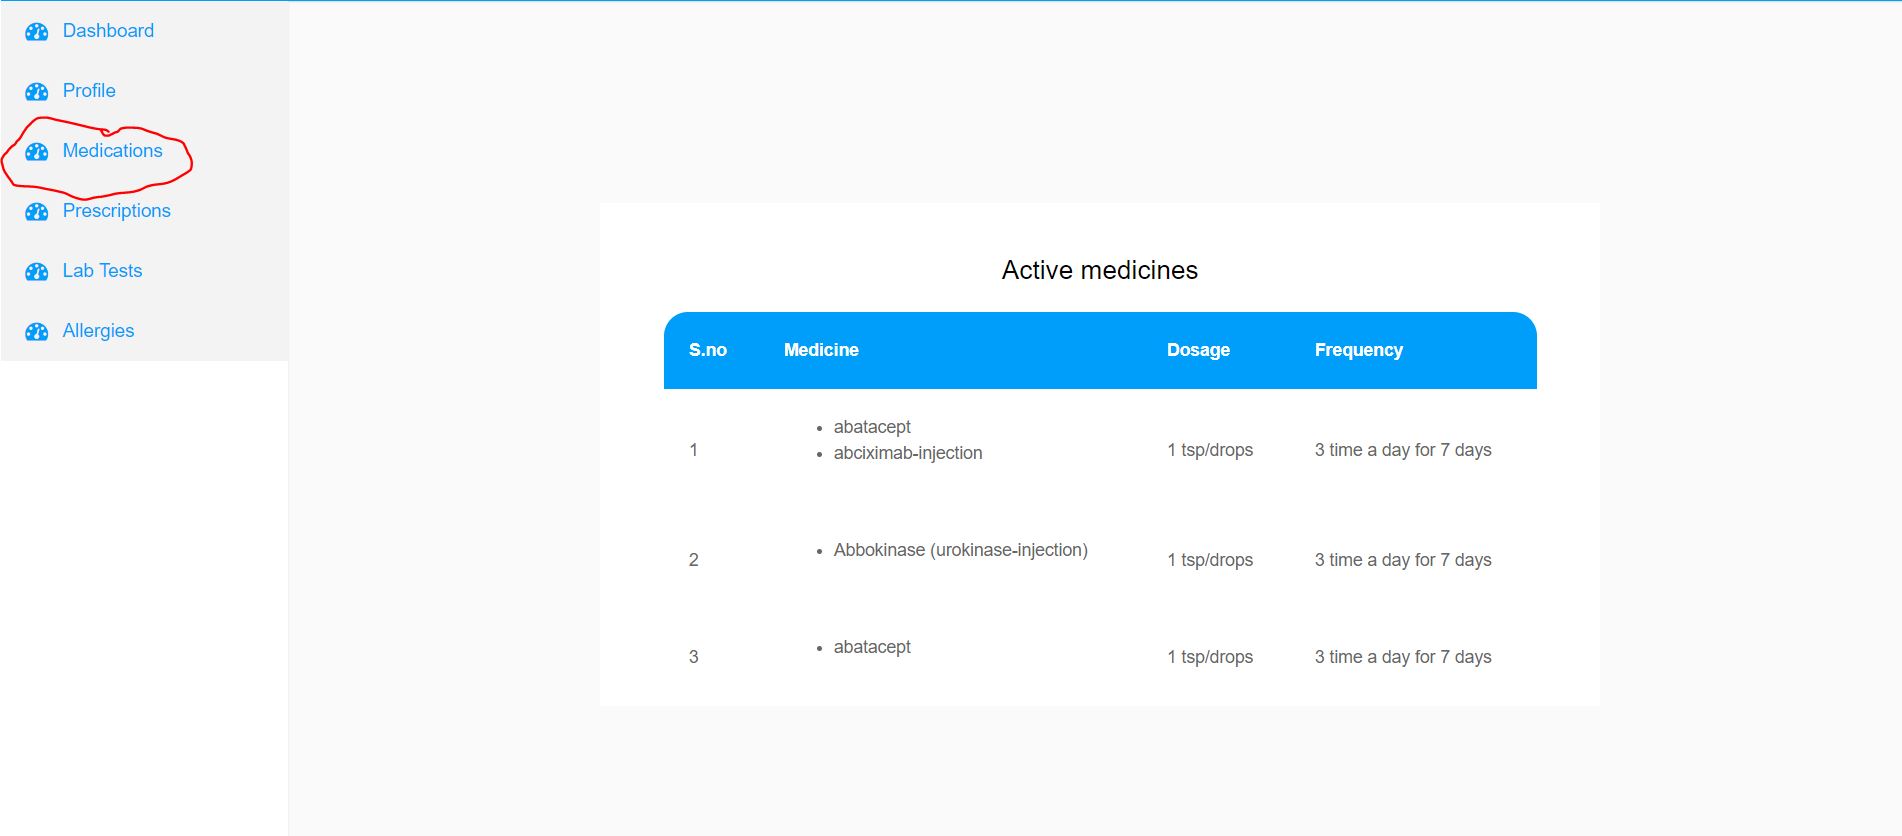 Dashboard
Profile
Medications
Prescriptions
Lab Tests
Allergies
Active medicines
S.no Medicine Dosage Frequency
abatacept
1 abciximab-injection 1 tsp/drops 3 time a day for 7 days
2 Abbokinase (urokinase-injection) 1 tsp/drops 3 time a day for 7 days
3 abatacept 1 tsp/drops 3 time a day for 7 days